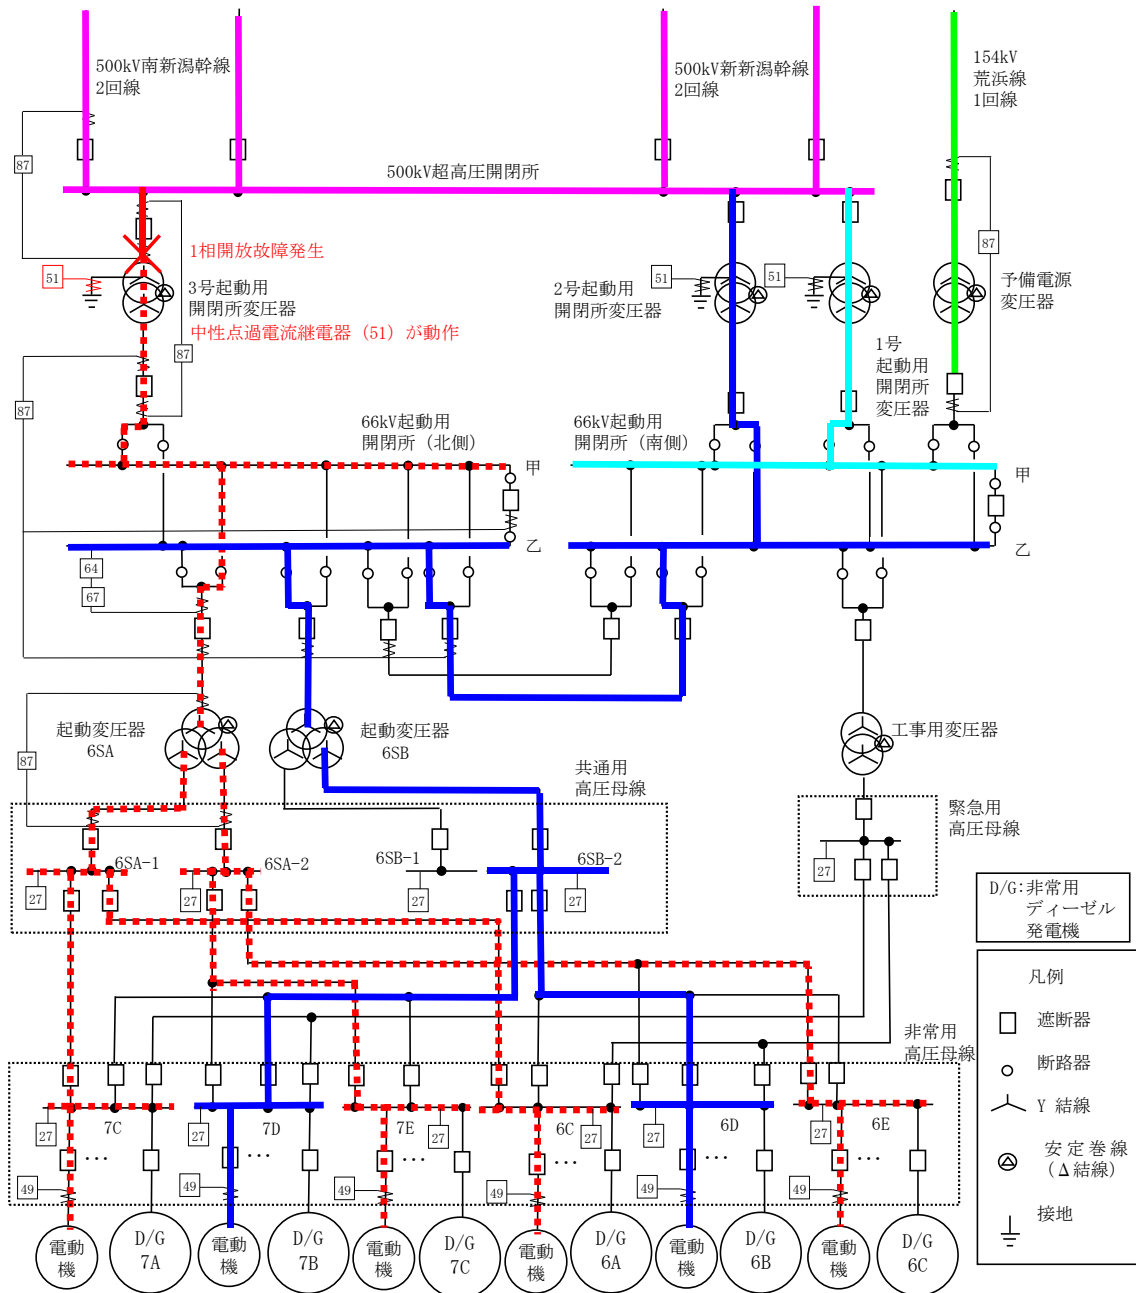 500kV南新潟幹線
2回線
500kV新新潟幹線
2回線
154kV
荒浜線
1回線
87
500kV超高圧開閉所
1相開放故障発生
51
3号起動用
開閉所変圧器
中性点過電流継電器（51）が動作
87
51
2号起動用
開閉所変圧器
51
87
予備電源
変圧器
1号
起動用
開閉所
変圧器
87
66kV起動用
開閉所（北側）
66kV起動用
開閉所（南側）
甲
甲
乙
乙
64
67
起動変圧器
6SA
起動変圧器
6SB
工事用変圧器
87
共通用
高圧母線
緊急用
高圧母線
6SA-1
6SA-2
6SB-1
6SB-2
27
27
27
27
27
D/G:非常用
ディーゼル
発電機
凡例
遮断器
断路器
Y 結線
安定巻線
(Δ結線)
接地
非常用
高圧母線
7C
7D
7E
6C
6D
6E
27
27
27
27
27
27
···
···
···
···
···
···
49
49
49
49
49
49
電動
機
D/G
7A
電動
機
D/G
7B
電動
機
D/G
7C
電動
機
D/G
6A
電動
機
D/G
6B
電動
機
D/G
6C